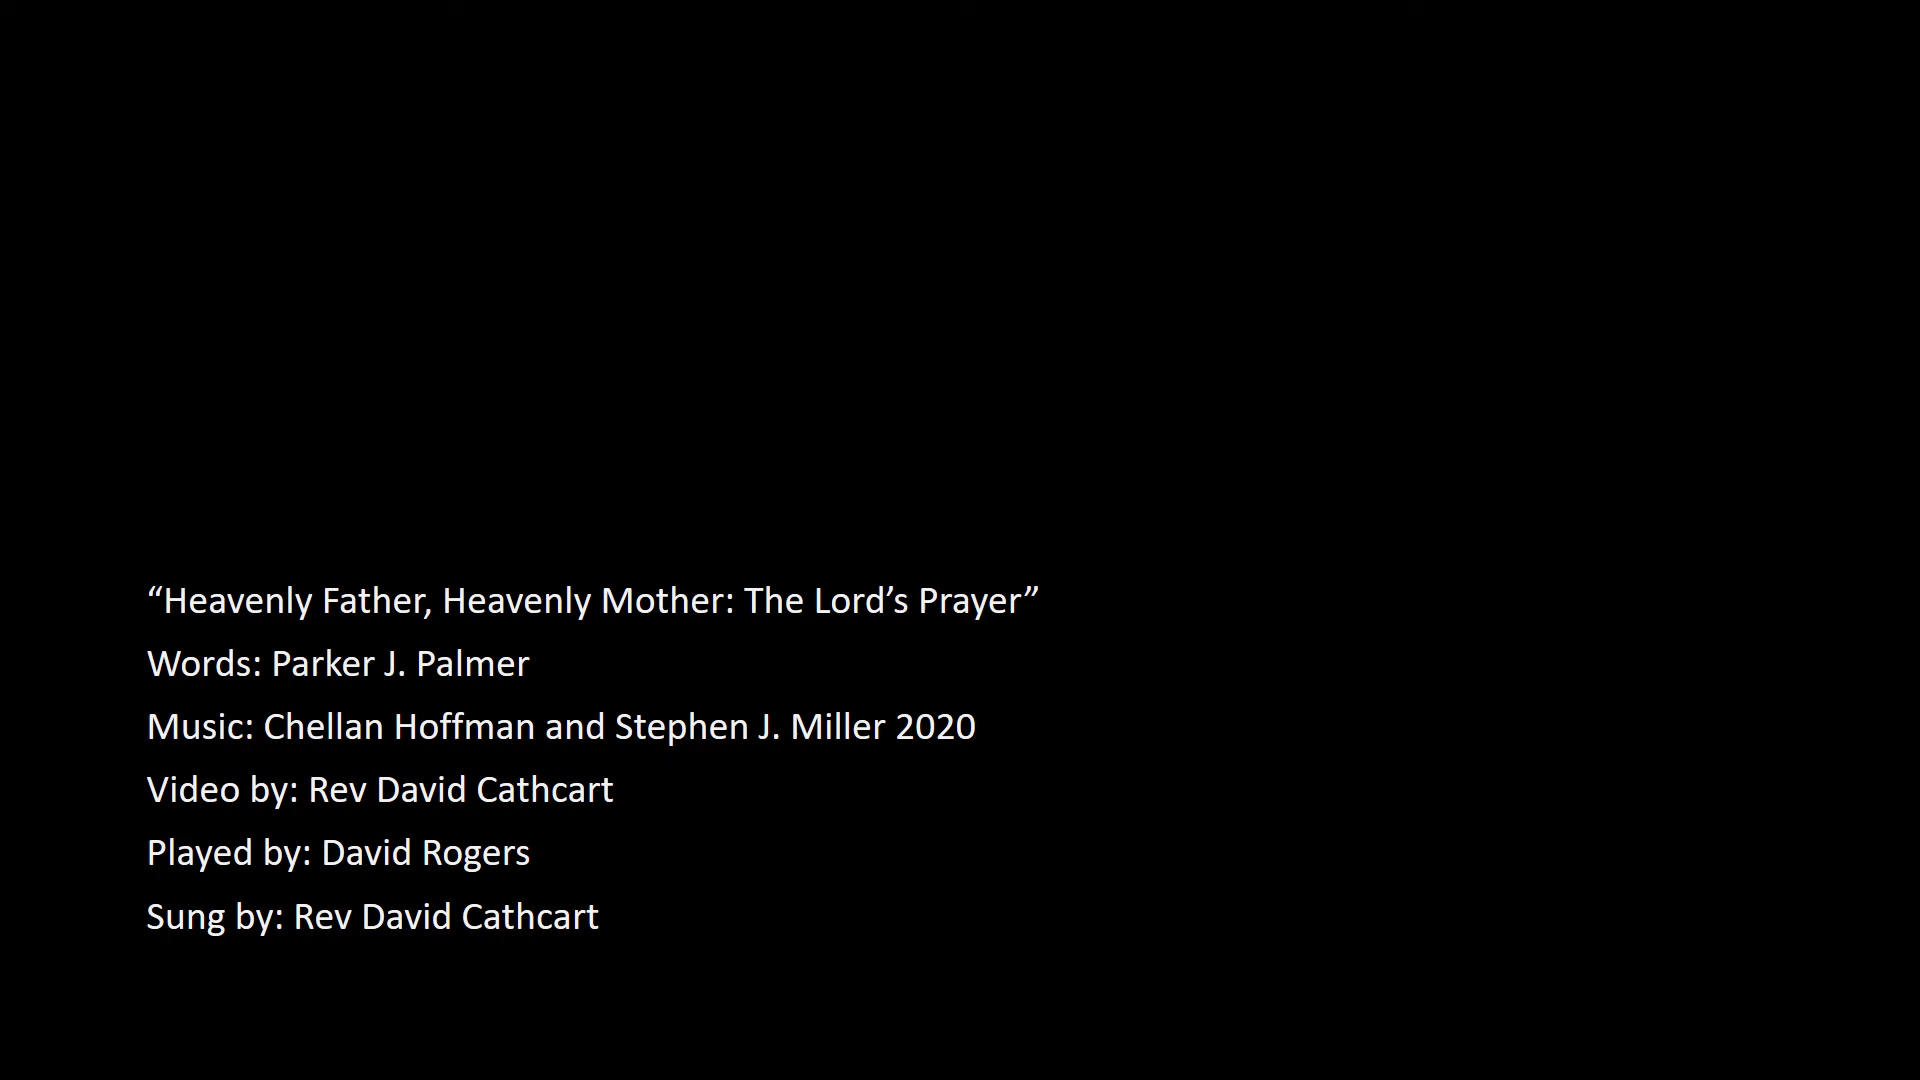 “Heavenly Father, Heavenly Mother: The Lord’s Prayer”
Words: Parker J. Palmer
Music: Chellan Hoffman and Stephen J. Miller 2020
Video by: Rev David Cathcart
Played by: David Rogers
Sung by: Rev David Cathcart